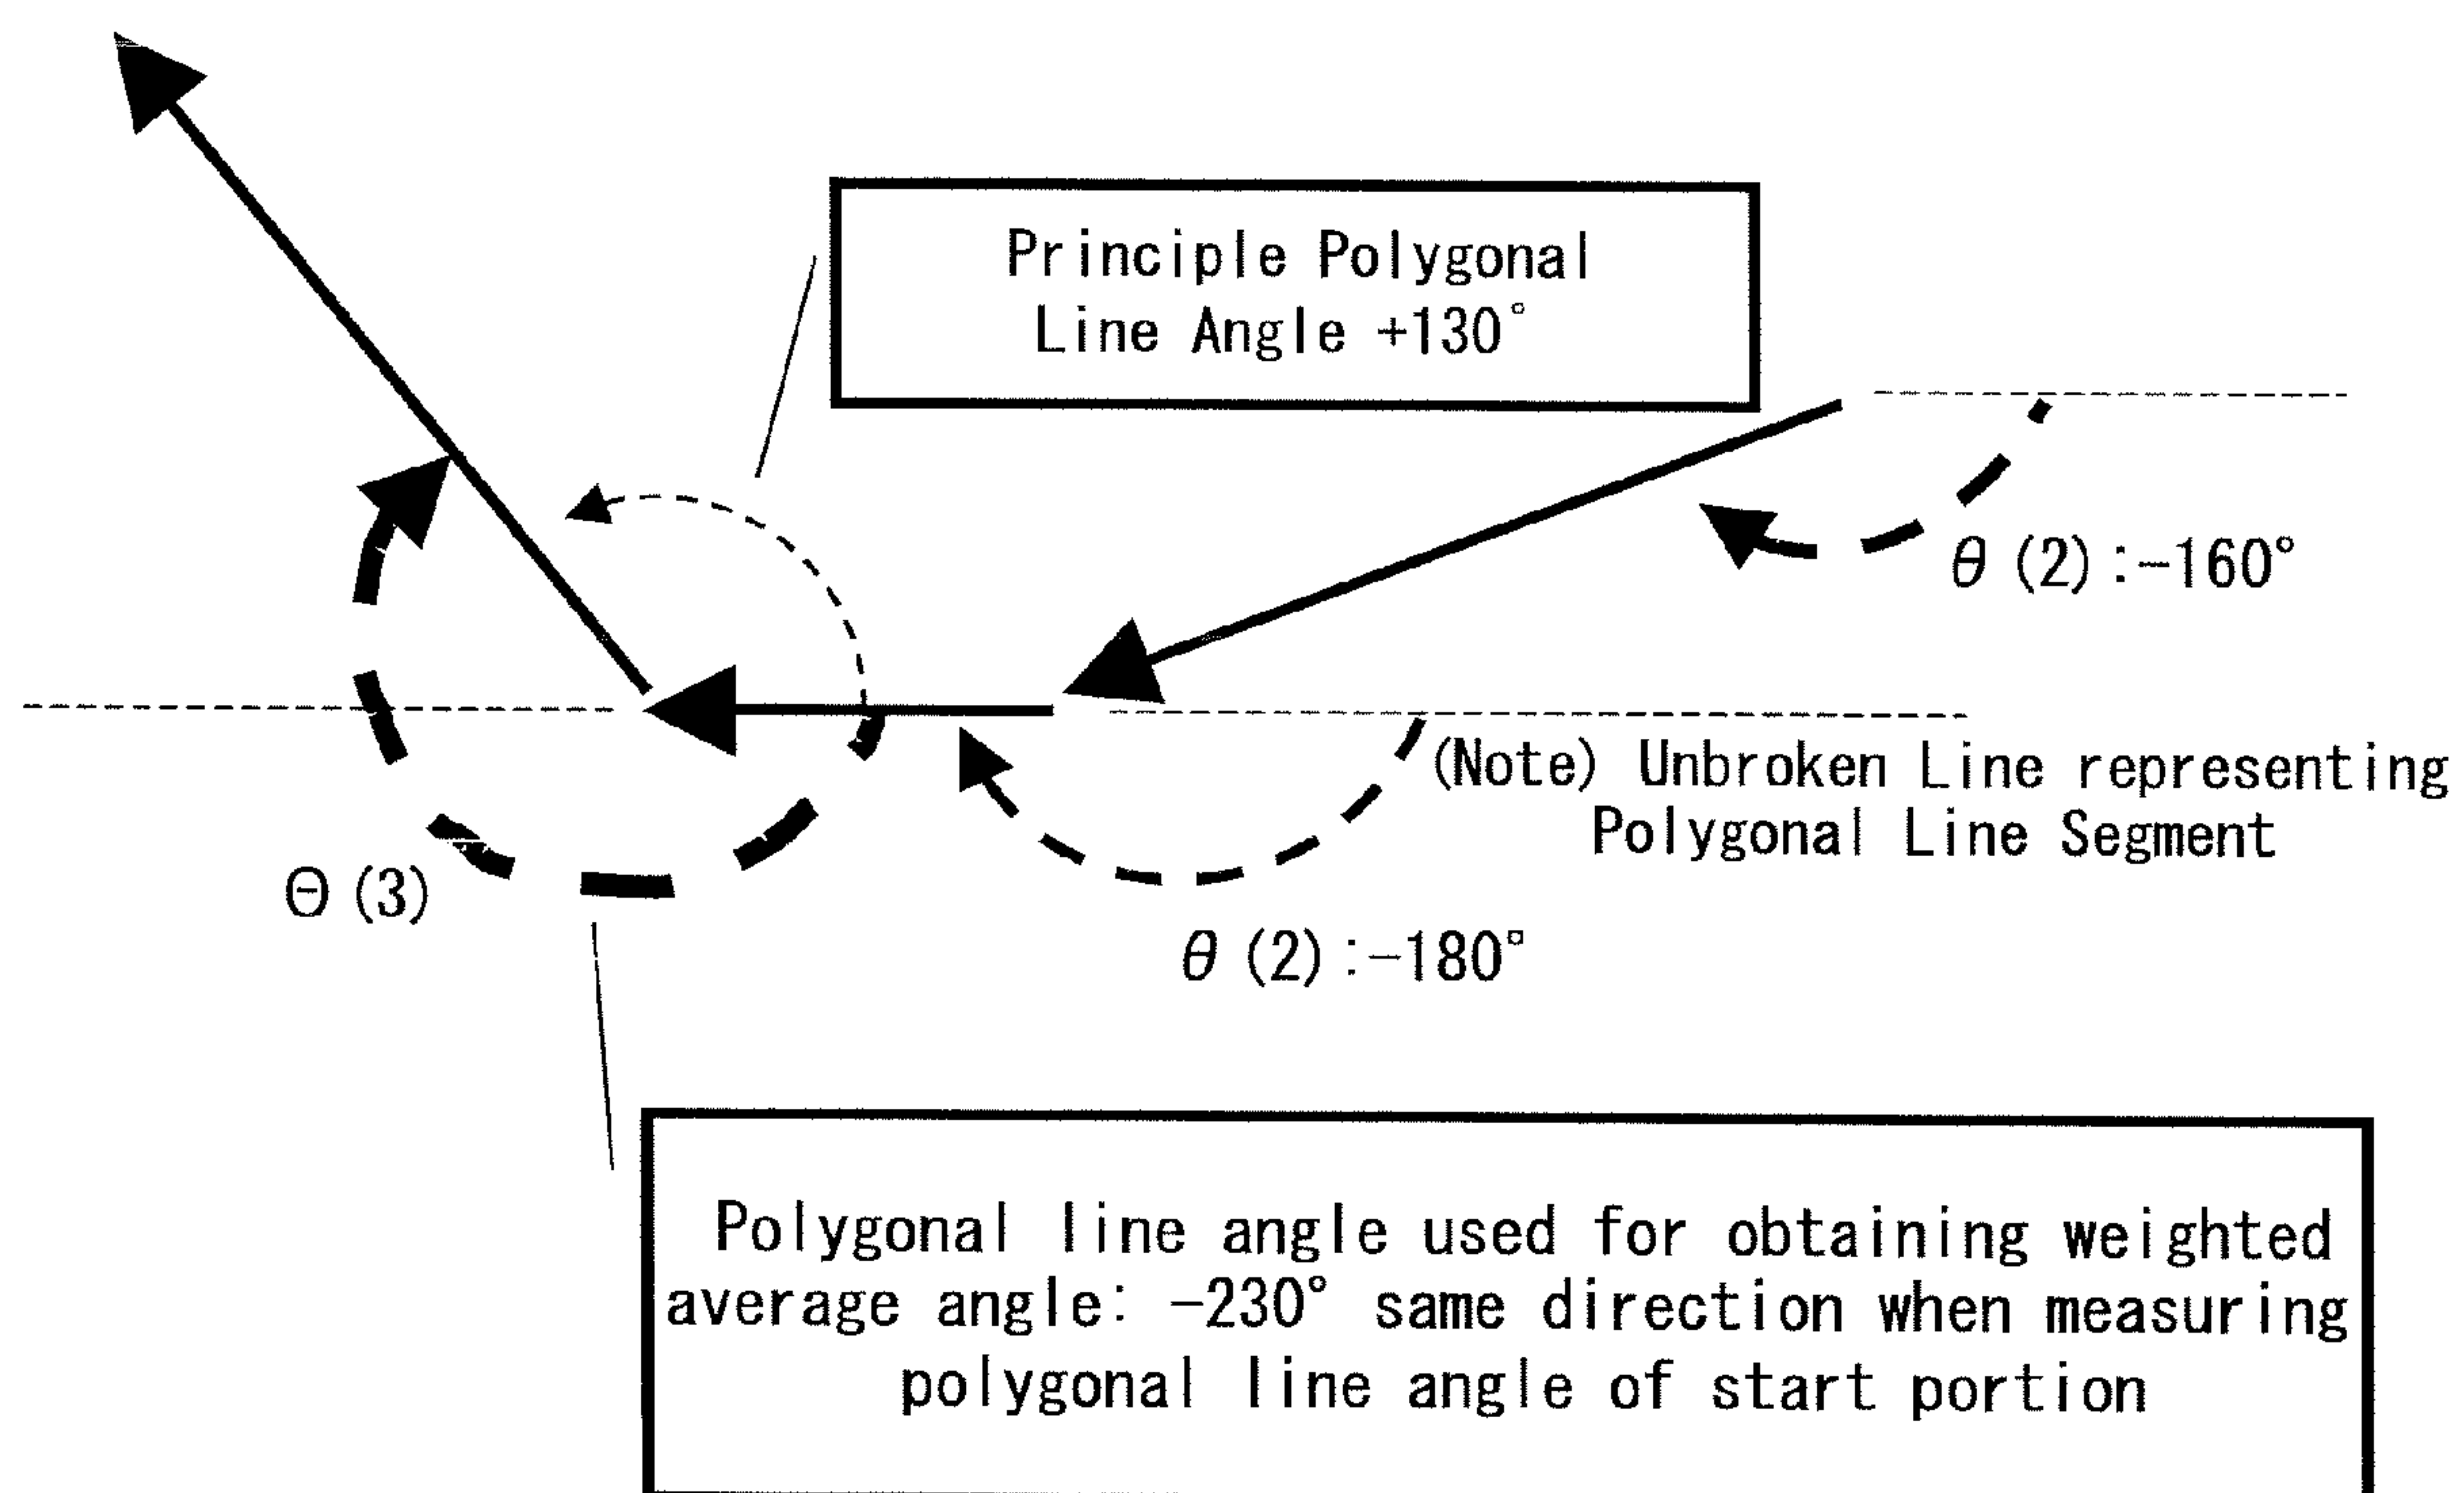 Principle Polygonal
Line Angle +130°
θ (2) :−160°
(Note) Unbroken Line representing
Polygonal Line Segment
Θ (3)
θ (2) :−180°
Polygonal line angle used for obtaining weighted
average angle: −230° same direction when measuring
polygonal line angle of start portion